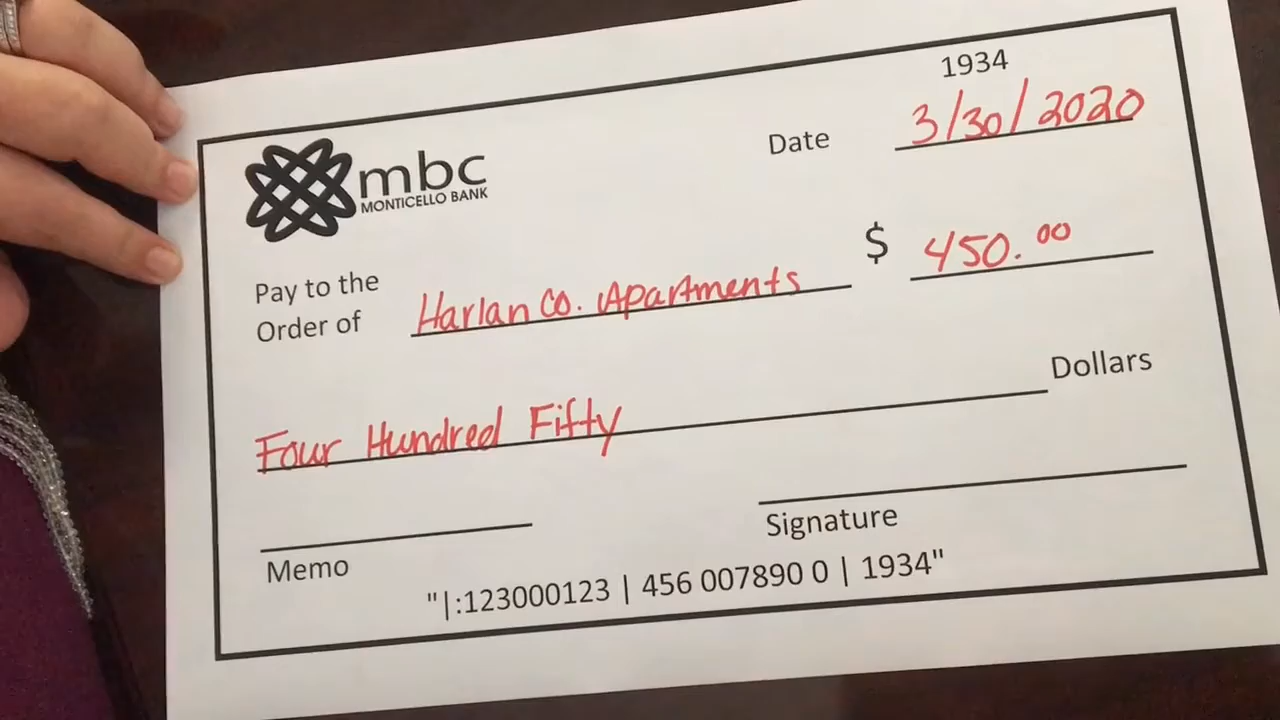 1934
mbc
MONTICELLO BANK
Date 3/30/2020
Pay to the
Order of Harlan Co. Apartments $ 450.00
Four Hundred Fifty Dollars
Memo
Signature
"|:123000123 | 456 007890 0 | 1934"